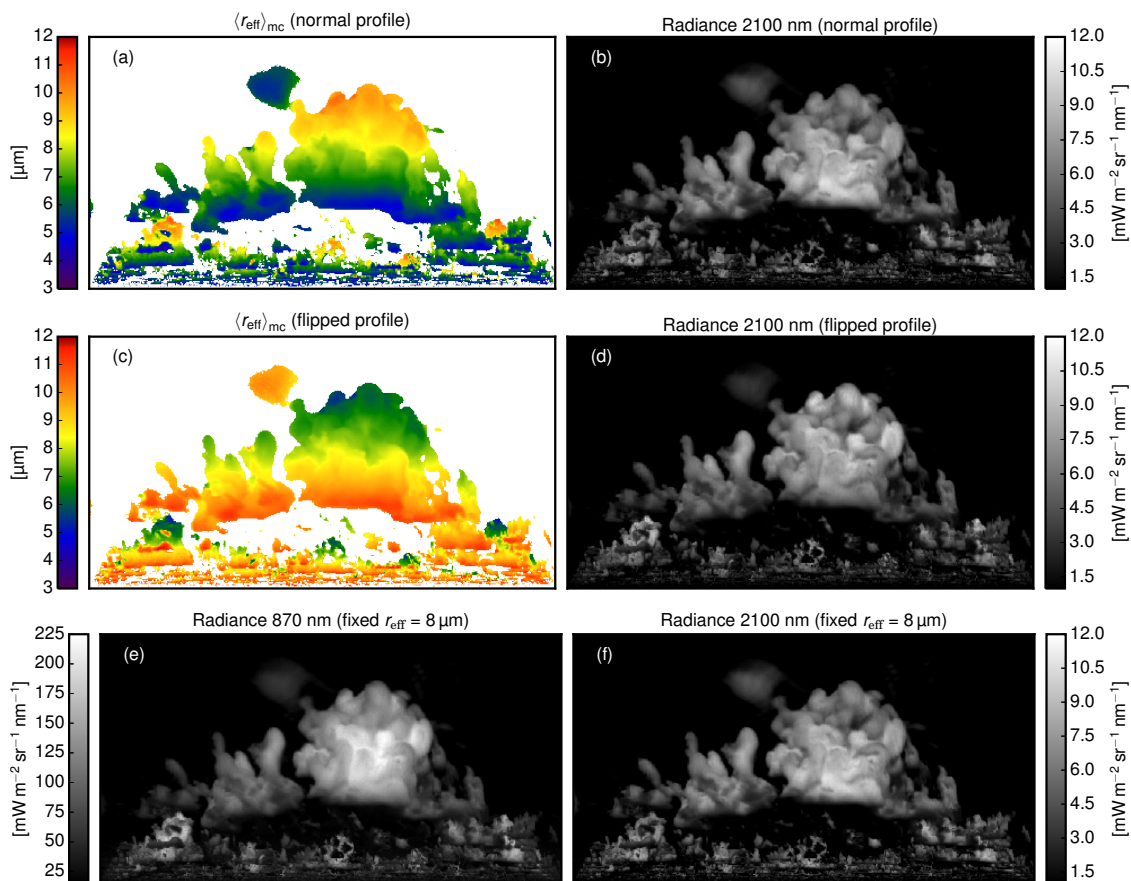 ⟨r_eff⟩_mc (normal profile)
Radiance 2100 nm (normal profile)
12
11
10
9
8
7
6
5
4
3
[µm]
(a)
(b)
12.0
10.5
9.0
7.5
6.0
4.5
3.0
1.5
[mW m⁻² sr⁻¹ nm⁻¹]
⟨r_eff⟩_mc (flipped profile)
Radiance 2100 nm (flipped profile)
12
11
10
9
8
7
6
5
4
3
[µm]
(c)
(d)
12.0
10.5
9.0
7.5
6.0
4.5
3.0
1.5
[mW m⁻² sr⁻¹ nm⁻¹]
Radiance 870 nm (fixed r_eff = 8 µm)
Radiance 2100 nm (fixed r_eff = 8 µm)
225
200
175
150
125
100
75
50
25
[mW m⁻² sr⁻¹ nm⁻¹]
(e)
(f)
12.0
10.5
9.0
7.5
6.0
4.5
3.0
1.5
[mW m⁻² sr⁻¹ nm⁻¹]